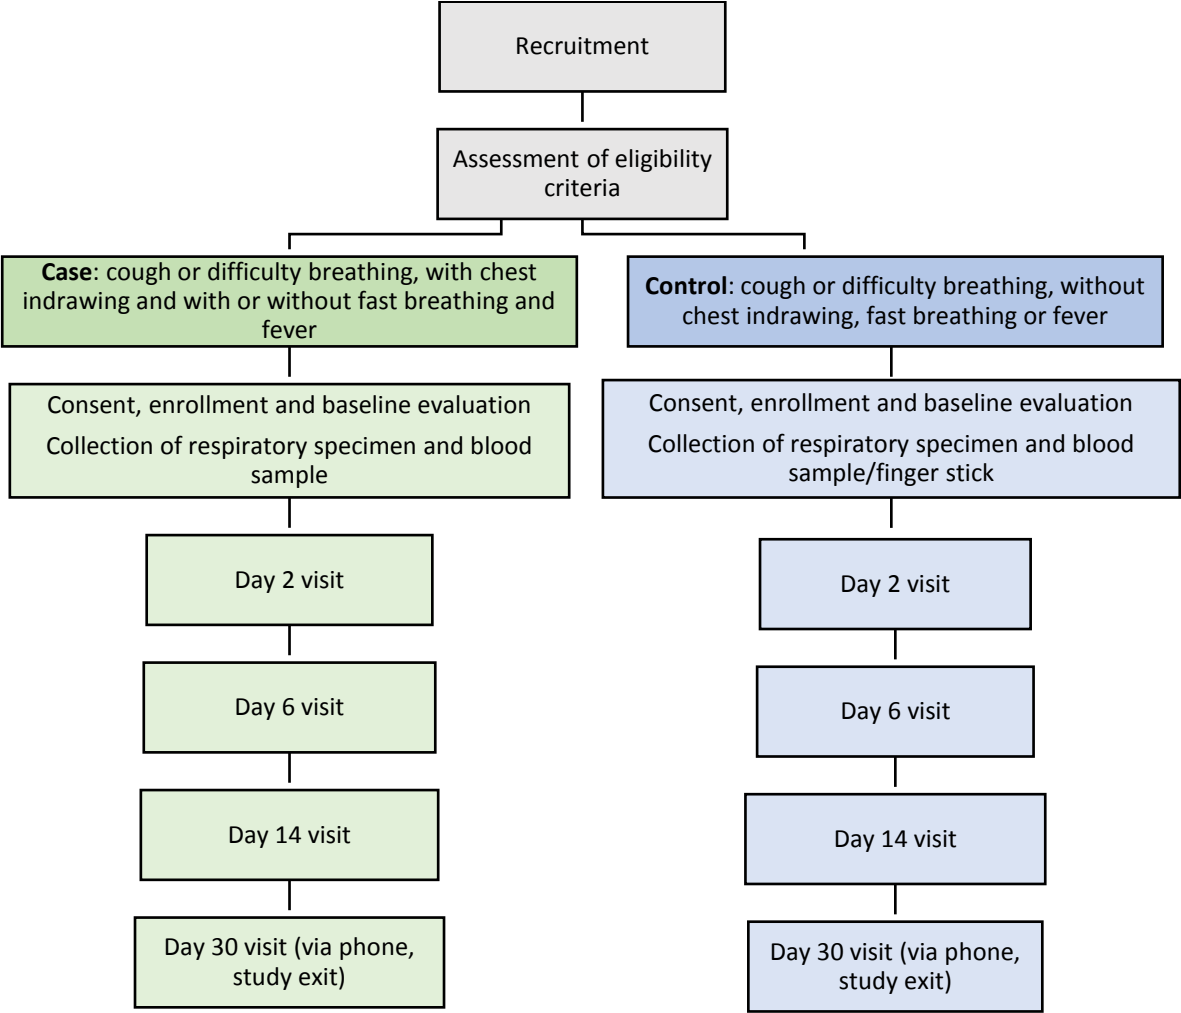 Recruitment
Assessment of eligibility
criteria
Case: cough or difficulty breathing, with chest
indrawing and with or without fast breathing and
fever
Control: cough or difficulty breathing, without
chest indrawing, fast breathing or fever
Consent, enrollment and baseline evaluation
Collection of respiratory specimen and blood
sample
Consent, enrollment and baseline evaluation
Collection of respiratory specimen and blood
sample/finger stick
Day 2 visit
Day 2 visit
Day 6 visit
Day 6 visit
Day 14 visit
Day 14 visit
Day 30 visit (via phone,
study exit)
Day 30 visit (via phone,
study exit)